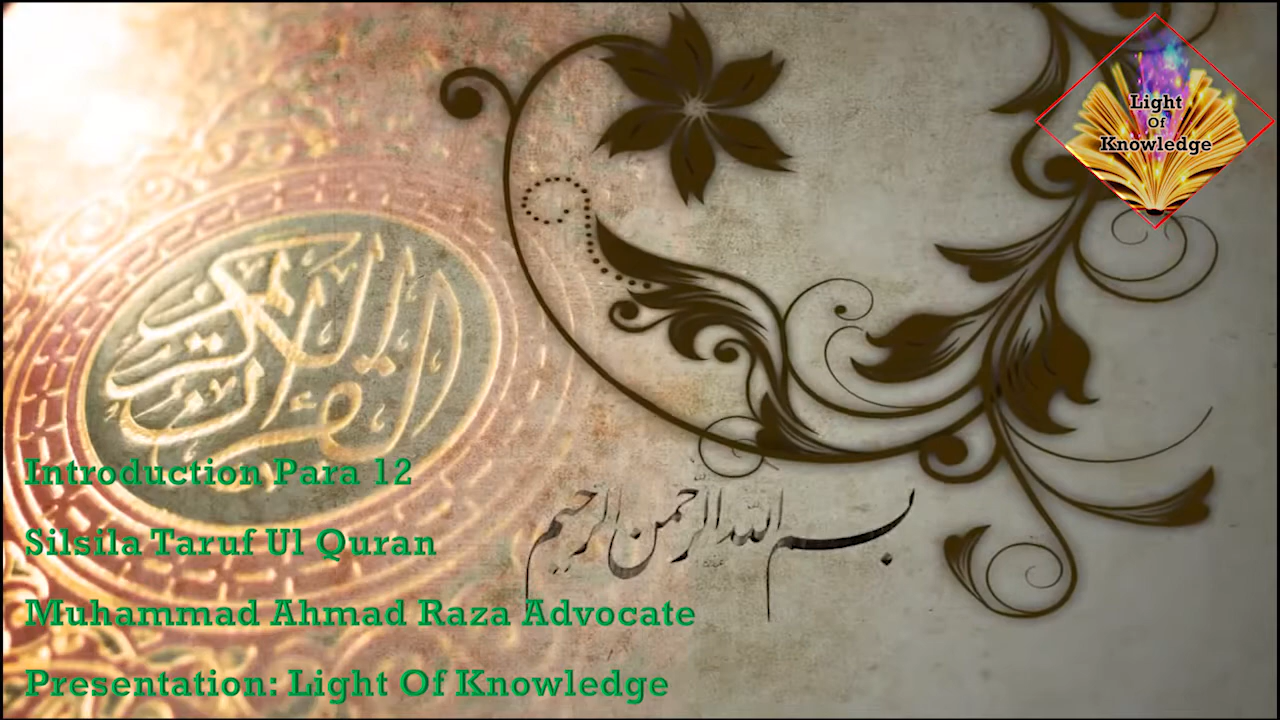 Light
Of
Knowledge
القرآن الكريم
بسم الله الرحمن الرحيم
Introduction Para 12
Silsila Taruf Ul Quran
Muhammad Ahmad Raza Advocate
Presentation: Light Of Knowledge